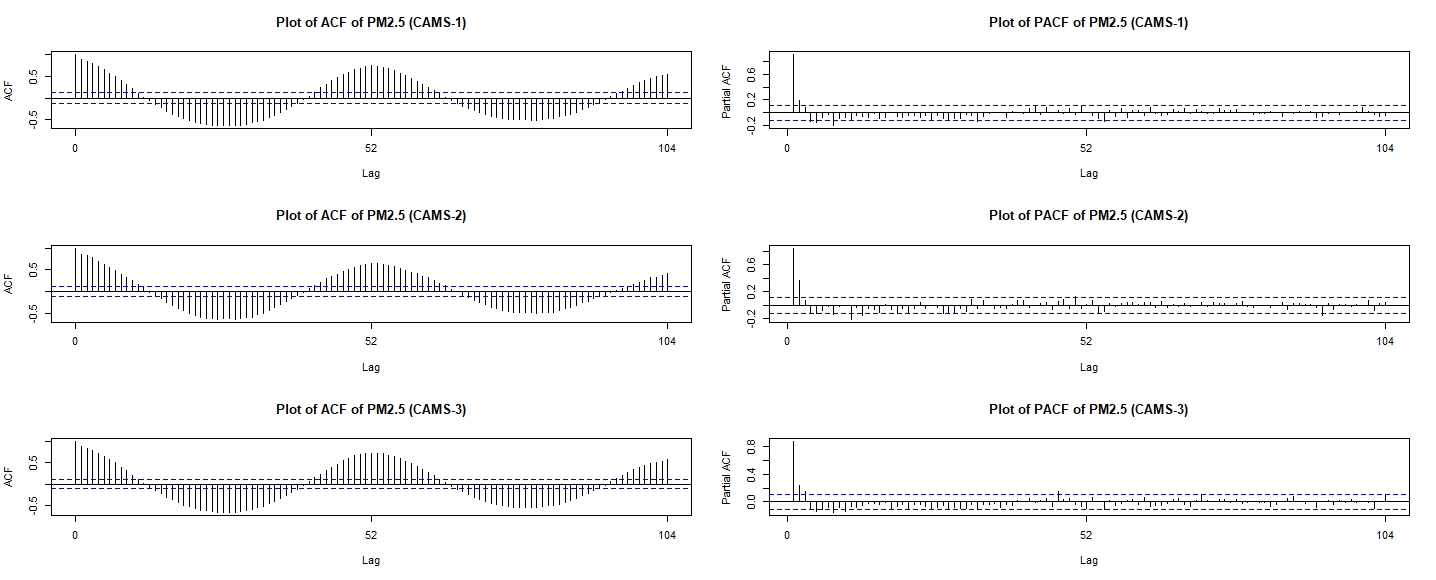 Plot of ACF of PM2.5 (CAMS-1)
ACF
0.5
-0.5
0
52
104
Lag
Plot of PACF of PM2.5 (CAMS-1)
Partial ACF
0.6
0.2
-0.2
0
52
104
Lag
Plot of ACF of PM2.5 (CAMS-2)
ACF
0.5
-0.5
0
52
104
Lag
Plot of PACF of PM2.5 (CAMS-2)
Partial ACF
0.6
0.2
-0.2
0
52
104
Lag
Plot of ACF of PM2.5 (CAMS-3)
ACF
0.5
-0.5
0
52
104
Lag
Plot of PACF of PM2.5 (CAMS-3)
Partial ACF
0.8
0.4
0.0
0
52
104
Lag